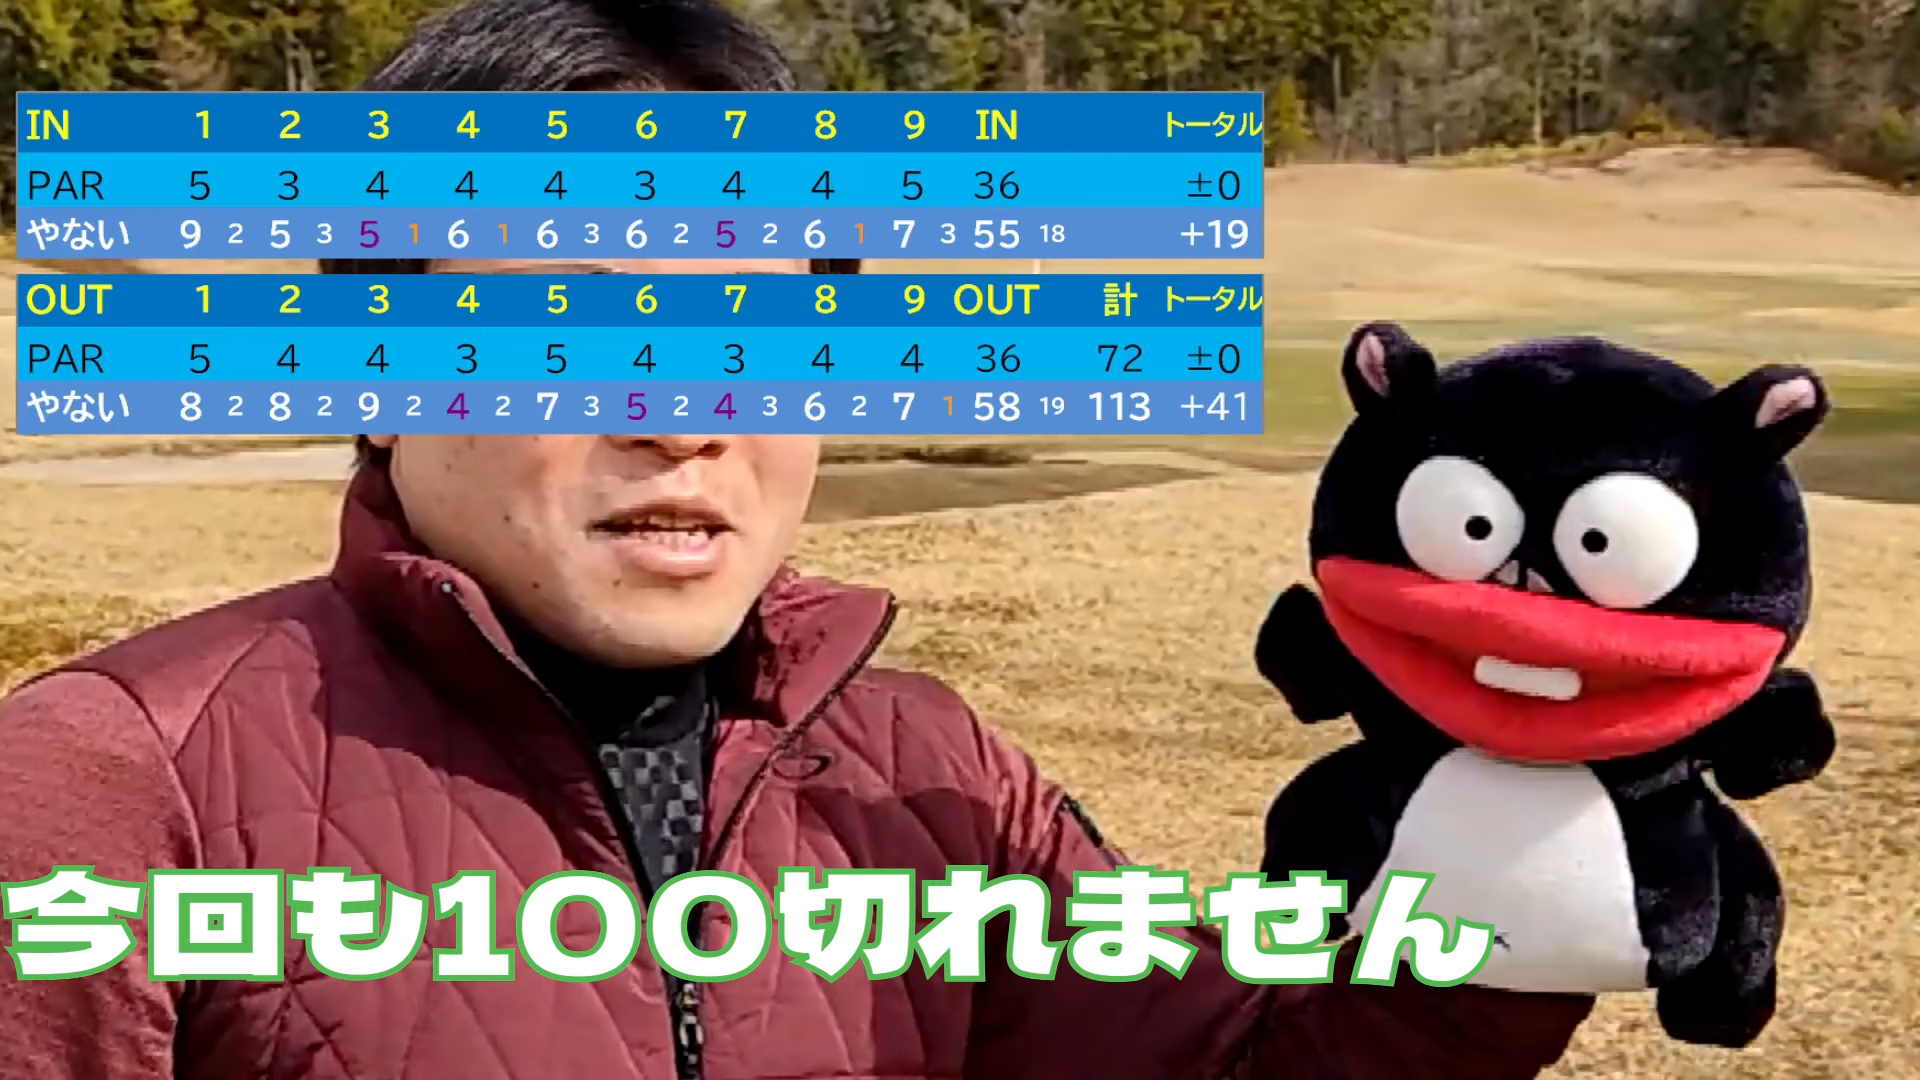 IN 1 2 3 4 5 6 7 8 9 IN トータル
PAR 5 3 4 4 4 3 4 4 5 36 ±0
やない 9 2 5 3 5 1 6 1 6 3 6 2 5 2 6 1 7 3 55 18 +19
OUT 1 2 3 4 5 6 7 8 9 OUT 計 トータル
PAR 5 4 4 3 5 4 3 4 4 36 72 ±0
やない 8 2 8 2 9 2 4 2 7 3 5 2 4 3 6 2 7 1 58 19 113 +41
今回も100切れません